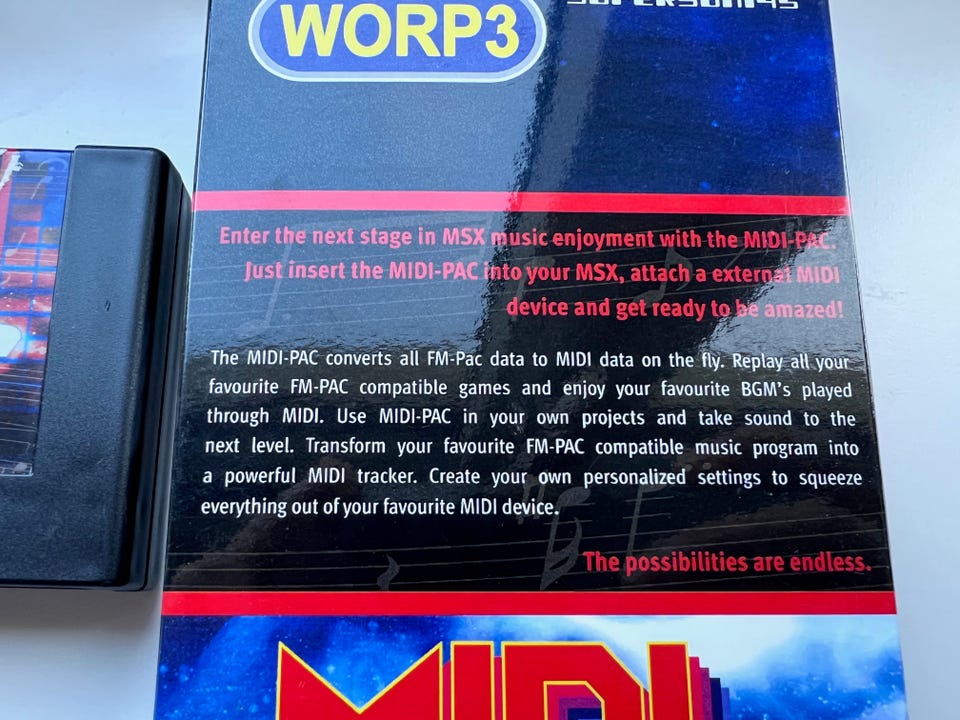 WORP3
SUPERSONIQS
Enter the next stage in MSX music enjoyment with the MIDI-PAC.
Just insert the MIDI-PAC into your MSX, attach a external MIDI
device and get ready to be amazed!
The MIDI-PAC converts all FM-Pac data to MIDI data on the fly. Replay all your
favourite FM-PAC compatible games and enjoy your favourite BGM's played
through MIDI. Use MIDI-PAC in your own projects and take sound to the
next level. Transform your favourite FM-PAC compatible music program into
a powerful MIDI tracker. Create your own personalized settings to squeeze
everything out of your favourite MIDI device.
The possibilities are endless.
MIDI